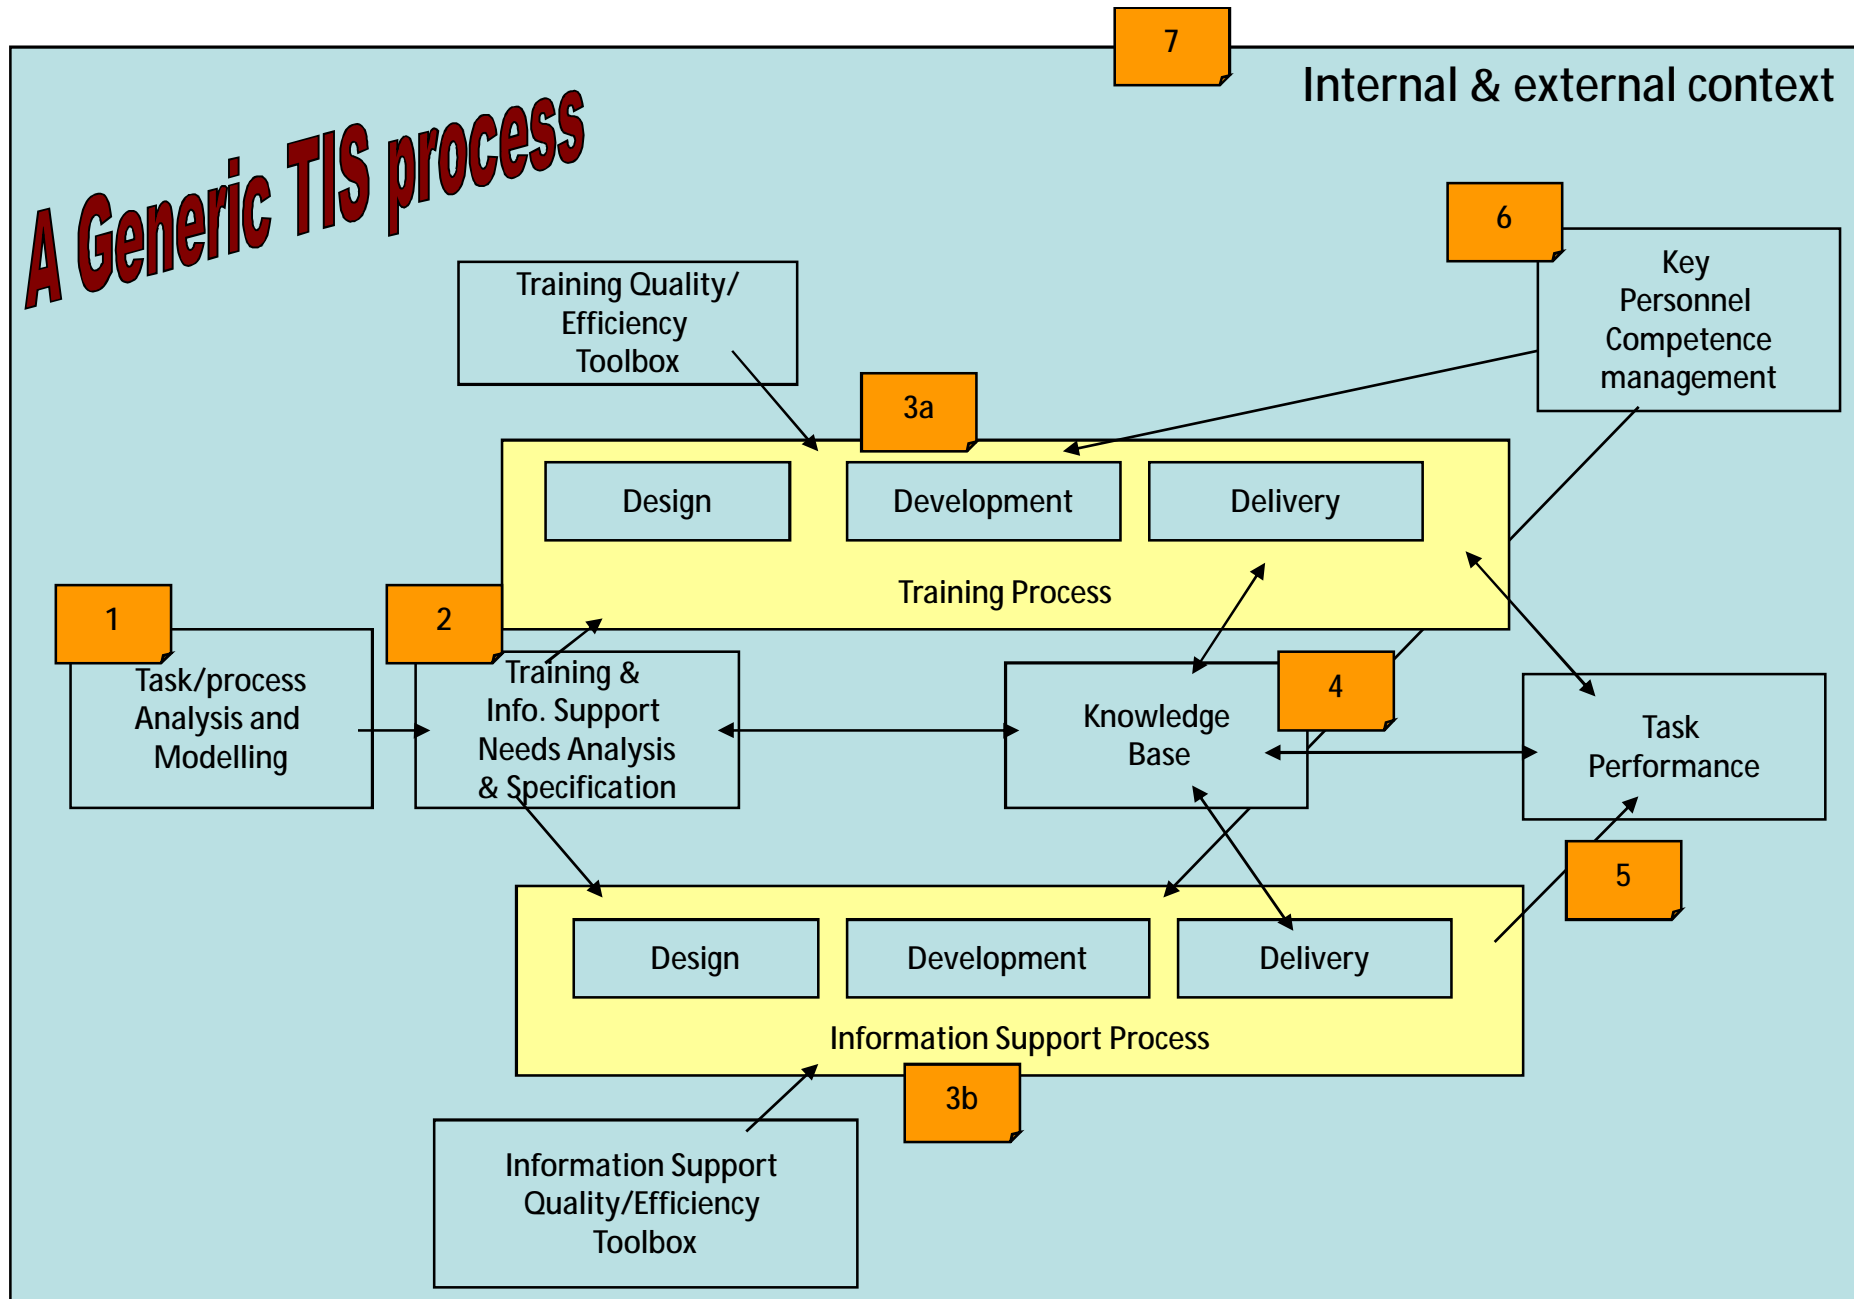 7
Internal & external context
A Generic TIS process
6
Key
Personnel
Competence
management
Training Quality/
Efficiency
Toolbox
3a
Design
Development
Delivery
Training Process
1
Task/process
Analysis and
Modelling
2
Training &
Info. Support
Needs Analysis
& Specification
4
Knowledge
Base
Task
Performance
5
Design
Development
Delivery
Information Support Process
3b
Information Support
Quality/Efficiency
Toolbox